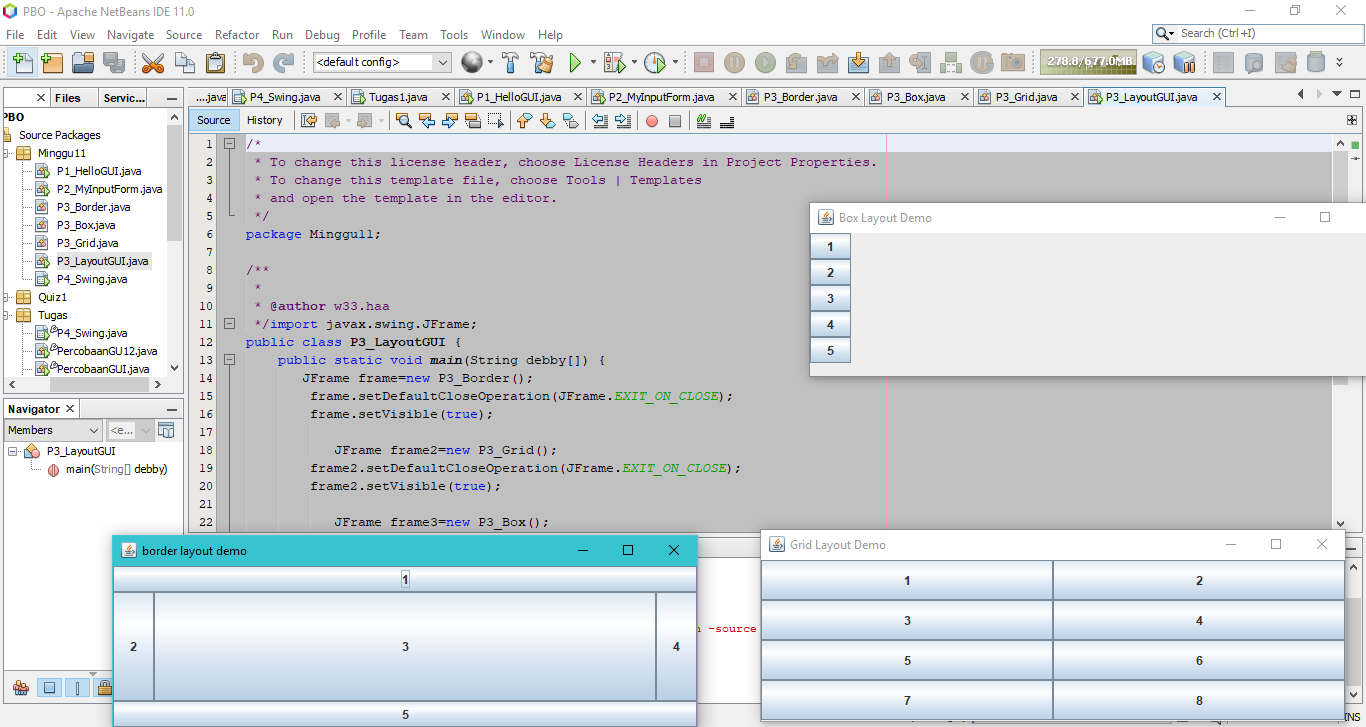 PBO - Apache NetBeans IDE 11.0
File Edit View Navigate Source Refactor Run Debug Profile Team Tools Window Help
Search (Ctrl+I)
<default config>
278.8/677.0MB
Files Servic...
....java P4_Swing.java Tugas1.java P1_HelloGUI.java P2_MyInputForm.java P3_Border.java P3_Box.java P3_Grid.java P3_LayoutGUI.java
PBO
Source Packages
Minggu11
P1_HelloGUI.java
P2_MyInputForm.java
P3_Border.java
P3_Box.java
P3_Grid.java
P3_LayoutGUI.java
P4_Swing.java
Quiz1
Tugas
P4_Swing.java
PercobaanGU12.java
PercobaanGUI.java
Navigator
Members
<e...
P3_LayoutGUI
main(String[] debby)
Source History
1 /*
2 * To change this license header, choose License Headers in Project Properties.
3 * To change this template file, choose Tools | Templates
4 * and open the template in the editor.
5 */
6 package Minggu11;
7
8 /**
9 *
10 * @author w33.haa
11 */import javax.swing.JFrame;
12 public class P3_LayoutGUI {
13 public static void main(String debby[]) {
14 JFrame frame=new P3_Border();
15 frame.setDefaultCloseOperation(JFrame.EXIT_ON_CLOSE);
16 frame.setVisible(true);
17
18 JFrame frame2=new P3_Grid();
19 frame2.setDefaultCloseOperation(JFrame.EXIT_ON_CLOSE);
20 frame2.setVisible(true);
21
22 JFrame frame3=new P3_Box();
Box Layout Demo
1
2
3
4
5
border layout demo
1
2 3 4
5
-source
Grid Layout Demo
1 2
3 4
5 6
7 8
INS